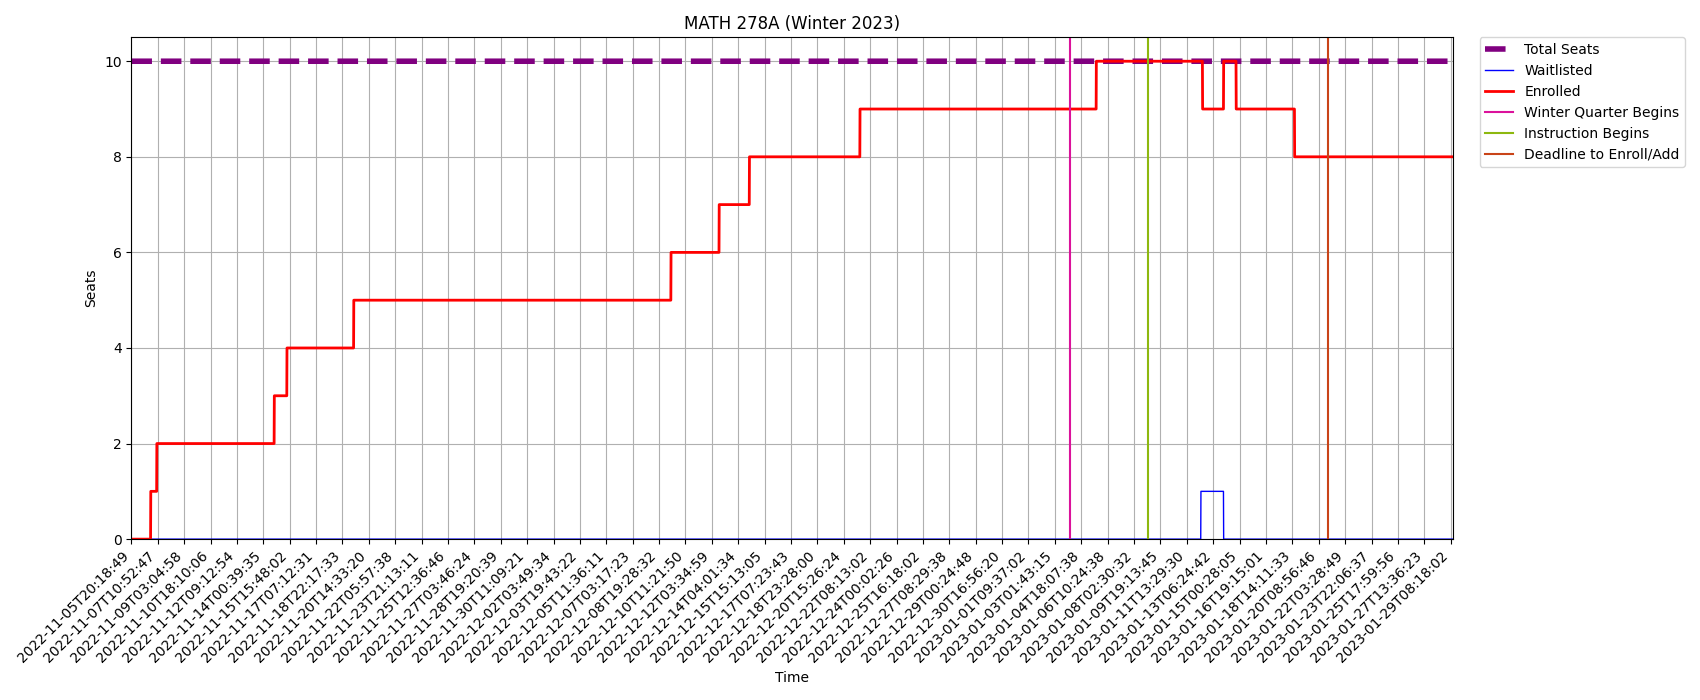 MATH 278A (Winter 2023)
Total Seats
Waitlisted
Enrolled
Winter Quarter Begins
Instruction Begins
Deadline to Enroll/Add
10
8
6
4
2
0
Seats
2022-11-05T20:18:49
2022-11-07T10:52:47
2022-11-09T03:04:58
2022-11-10T18:10:06
2022-11-12T09:12:54
2022-11-14T00:39:35
2022-11-15T15:48:02
2022-11-17T07:12:31
2022-11-18T22:17:33
2022-11-20T14:33:20
2022-11-22T05:57:38
2022-11-23T21:13:11
2022-11-25T12:36:46
2022-11-27T03:46:24
2022-11-28T19:20:39
2022-11-30T11:09:21
2022-12-02T03:49:34
2022-12-03T19:43:22
2022-12-05T11:36:11
2022-12-07T03:17:23
2022-12-08T19:28:32
2022-12-10T11:21:50
2022-12-12T03:34:59
2022-12-14T04:01:34
2022-12-15T15:13:05
2022-12-17T07:23:43
2022-12-18T23:28:00
2022-12-20T15:26:24
2022-12-22T08:13:02
2022-12-24T00:02:26
2022-12-25T16:18:02
2022-12-27T08:29:38
2022-12-29T00:24:48
2022-12-30T16:56:20
2023-01-01T09:37:02
2023-01-03T01:43:15
2023-01-04T18:07:38
2023-01-06T10:24:38
2023-01-08T02:30:32
2023-01-09T19:13:45
2023-01-11T13:29:30
2023-01-13T06:24:42
2023-01-15T00:28:05
2023-01-16T19:15:01
2023-01-18T14:11:33
2023-01-20T08:56:46
2023-01-22T03:28:49
2023-01-23T22:06:37
2023-01-25T17:59:56
2023-01-27T13:36:23
2023-01-29T08:18:02
Time